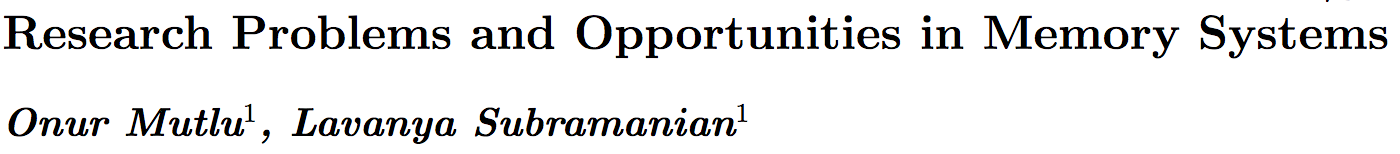 Research Problems and Opportunities in Memory Systems
Onur Mutlu¹, Lavanya Subramanian¹